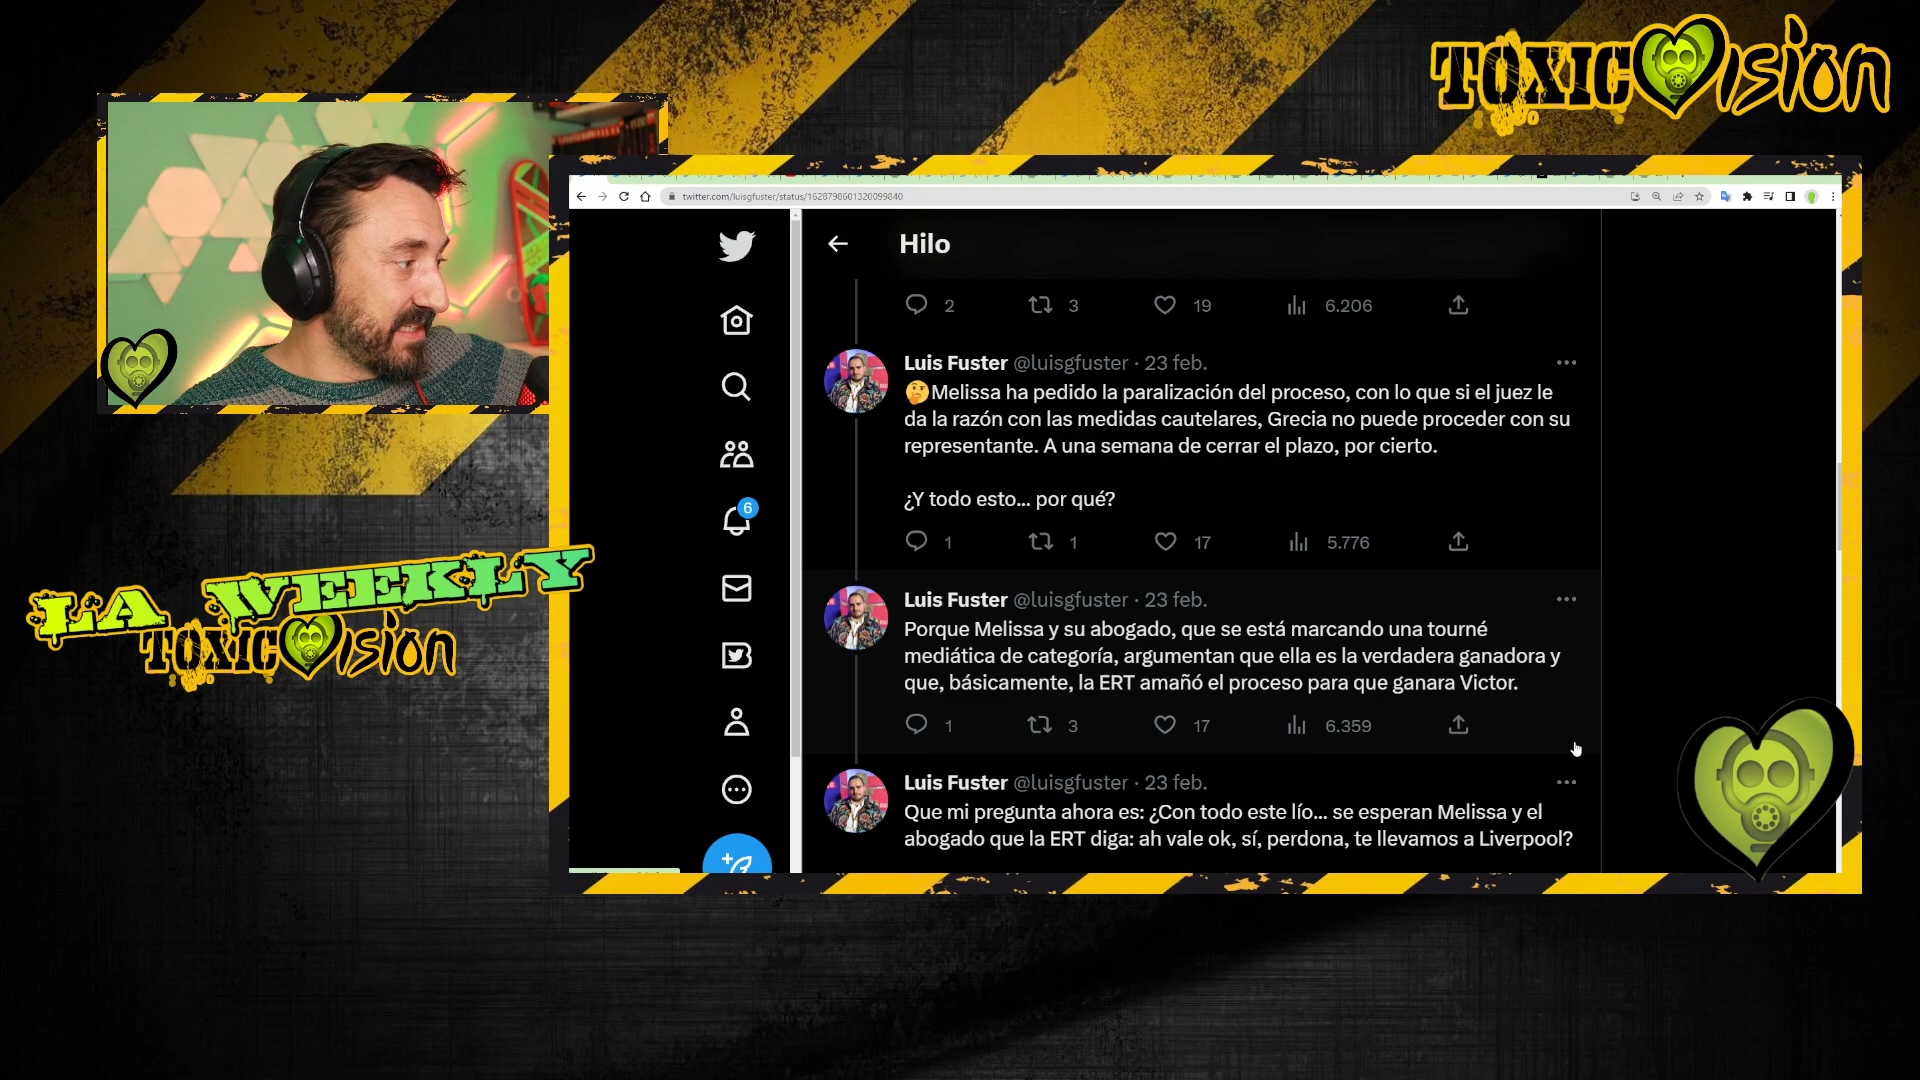 TOXICVision
twitter.com/luisgfuster/status/1628798601320099840
Hilo
2 3 19 6.206
Luis Fuster @luisgfuster · 23 feb.
🤔Melissa ha pedido la paralización del proceso, con lo que si el juez le
da la razón con las medidas cautelares, Grecia no puede proceder con su
representante. A una semana de cerrar el plazo, por cierto.
¿Y todo esto... por qué?
1 1 17 5.776
6
Luis Fuster @luisgfuster · 23 feb.
Porque Melissa y su abogado, que se está marcando una tourné
mediática de categoría, argumentan que ella es la verdadera ganadora y
que, básicamente, la ERT amañó el proceso para que ganara Victor.
1 3 17 6.359
Luis Fuster @luisgfuster · 23 feb.
Que mi pregunta ahora es: ¿Con todo este lío... se esperan Melissa y el
abogado que la ERT diga: ah vale ok, sí, perdona, te llevamos a Liverpool?
LA WEEKLY
TOXICVision